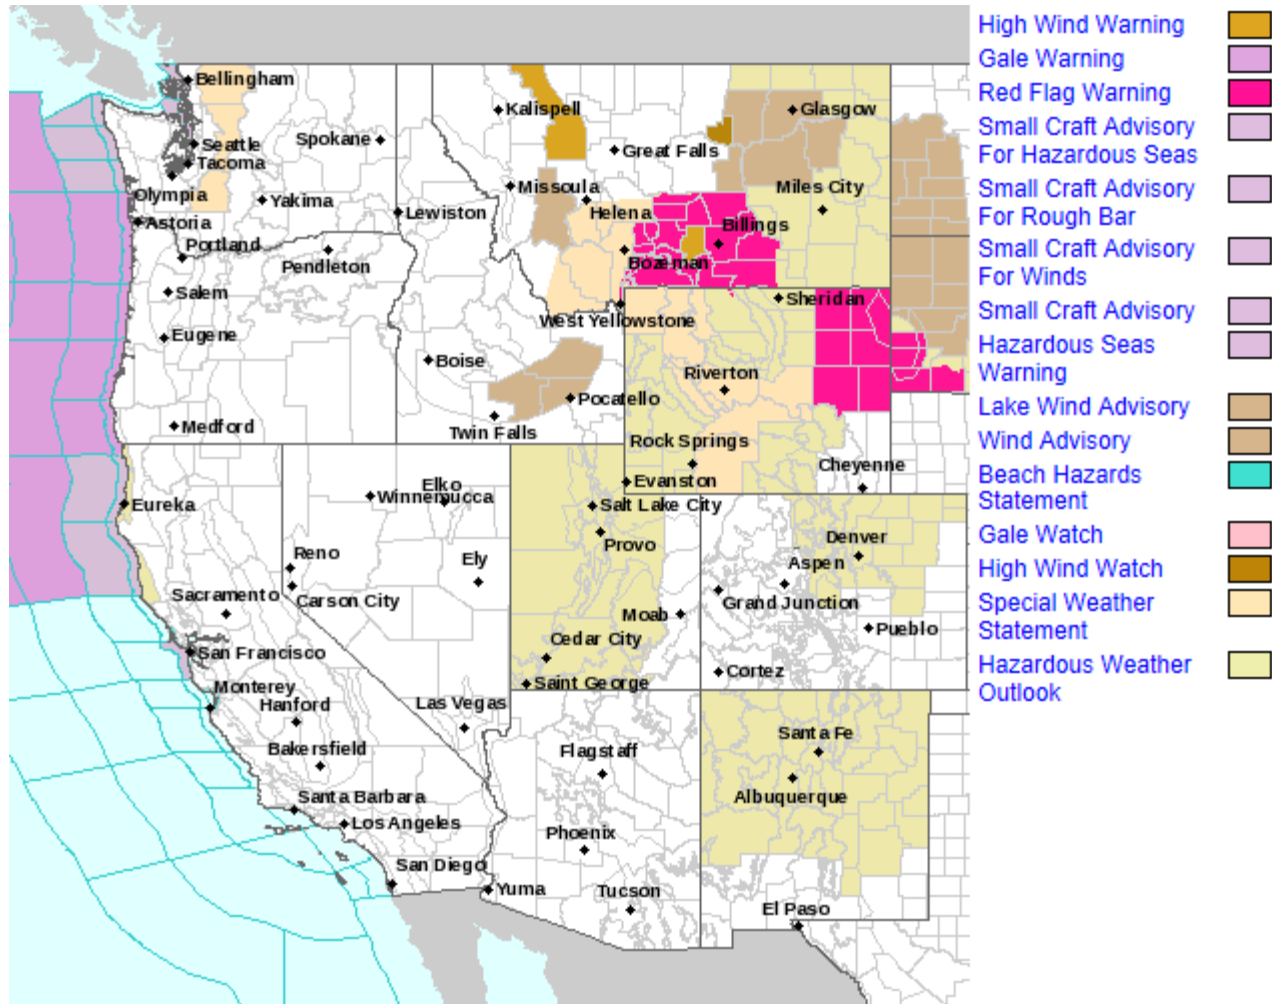 High Wind Warning
Gale Warning
Red Flag Warning
Small Craft Advisory
For Hazardous Seas
Small Craft Advisory
For Rough Bar
Small Craft Advisory
For Winds
Small Craft Advisory
Hazardous Seas
Warning
Lake Wind Advisory
Wind Advisory
Beach Hazards
Statement
Gale Watch
High Wind Watch
Special Weather
Statement
Hazardous Weather
Outlook
Bellingham
Kalispell
Glasgow
Spokane
Seattle
Great Falls
Tacoma
Missoula
Miles City
Olympia
Yakima
Lewiston
Helena
Astoria
Billings
Portland
Pendleton
Bozeman
Salem
Sheridan
West Yellowstone
Eugene
Boise
Riverton
Pocatello
Medford
Twin Falls
Rock Springs
Cheyenne
Evanston
Elko
Winnemucca
Eureka
Salt Lake City
Provo
Denver
Reno
Ely
Aspen
Sacramento
Carson City
Grand Junction
Moab
Pueblo
Cedar City
San Francisco
Cortez
Saint George
Monterey
Hanford
Las Vegas
Santa Fe
Bakersfield
Flagstaff
Albuquerque
Santa Barbara
Los Angeles
Phoenix
San Diego
Yuma
Tucson
El Paso